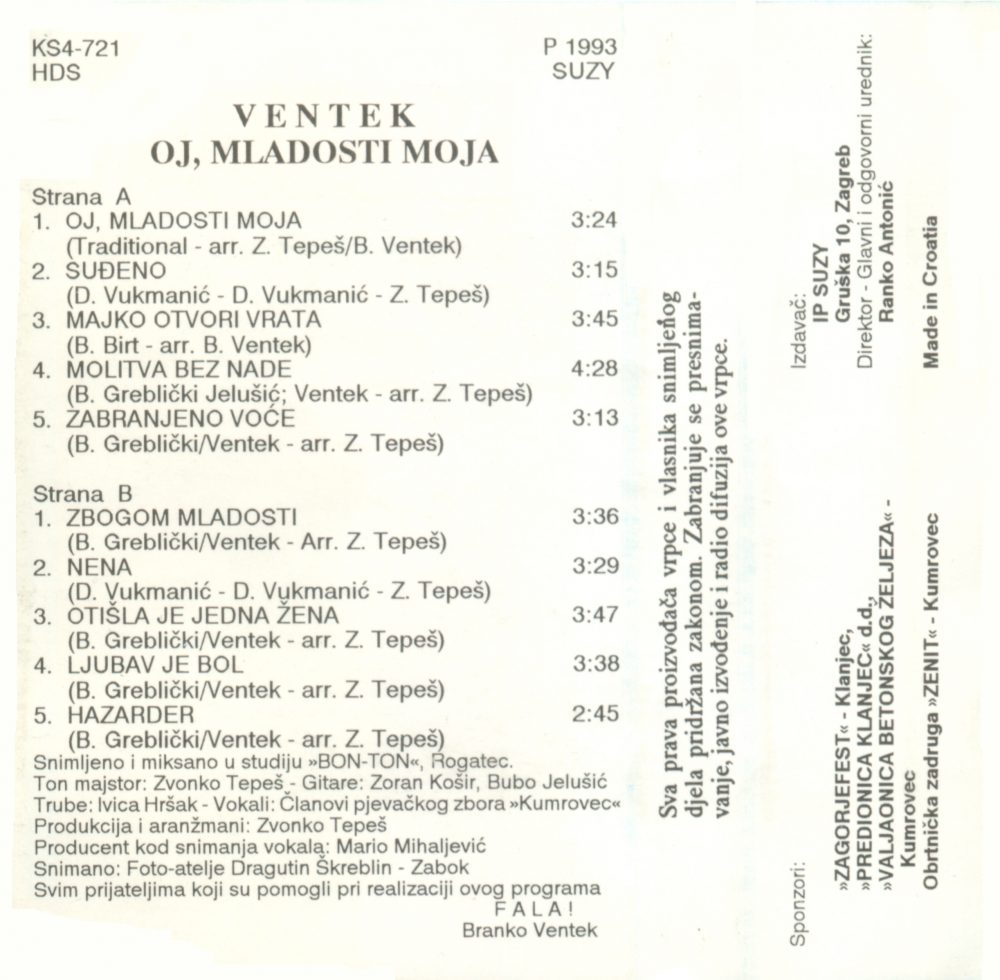 KS4-721
HDS
P 1993
SUZY
VENTEK
OJ, MLADOSTI MOJA
Strana A
1. OJ, MLADOSTI MOJA 3:24
(Traditional - arr. Z. Tepeš/B. Ventek)
2. SUĐENO 3:15
(D. Vukmanić - D. Vukmanić - Z. Tepeš)
3. MAJKO OTVORI VRATA 3:45
(B. Birt - arr. B. Ventek)
4. MOLITVA BEZ NADE 4:28
(B. Greblički Jelušić; Ventek - arr. Z. Tepeš)
5. ZABRANJENO VOĆE 3:13
(B. Greblički/Ventek - arr. Z. Tepeš)
Strana B
1. ZBOGOM MLADOSTI 3:36
(B. Greblički/Ventek - Arr. Z. Tepeš)
2. NENA 3:29
(D. Vukmanić - D. Vukmanić - Z. Tepeš)
3. OTIŠLA JE JEDNA ŽENA 3:47
(B. Greblički/Ventek - arr. Z. Tepeš)
4. LJUBAV JE BOL 3:38
(B. Greblički/Ventek - arr. Z. Tepeš)
5. HAZARDER 2:45
(B. Greblički/Ventek - arr. Z. Tepeš)
Snimljeno i miksano u studiju »BON-TON«, Rogatec.
Ton majstor: Zvonko Tepeš - Gitare: Zoran Košir, Bubo Jelušić
Trube: Ivica Hršak - Vokali: Članovi pjevačkog zbora »Kumrovec«
Produkcija i aranžmani: Zvonko Tepeš
Producent kod snimanja vokala: Mario Mihaljević
Snimano: Foto-atelje Dragutin Škreblin - Zabok
Svim prijateljima koji su pomogli pri realizaciji ovog programa
FALA!
Branko Ventek
Sva prava proizvođača vrpce i vlasnika snimljenog
djela pridržana zakonom. Zabranjuje se presnima-
vanje, javno izvođenje i radio difuzija ove vrpce.
Izdavač:
IP SUZY
Gruška 10, Zagreb
Direktor - Glavni i odgovorni urednik:
Ranko Antonić
Made in Croatia
Sponzori:
»ZAGORJEFEST« - Klanjec,
»PREDIONICA KLANJEC« d.d.,
»VALJAONICA BETONSKOG ŽELJEZA« -
Kumrovec
Obrtnička zadruga »ZENIT« - Kumrovec